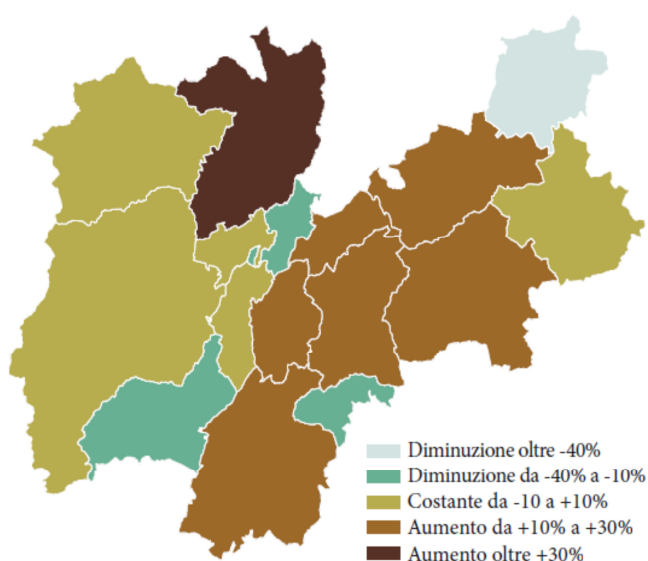 Diminuzione oltre -40%
Diminuzione da -40% a -10%
Costante da -10 a +10%
Aumento da +10% a +30%
Aumento oltre +30%